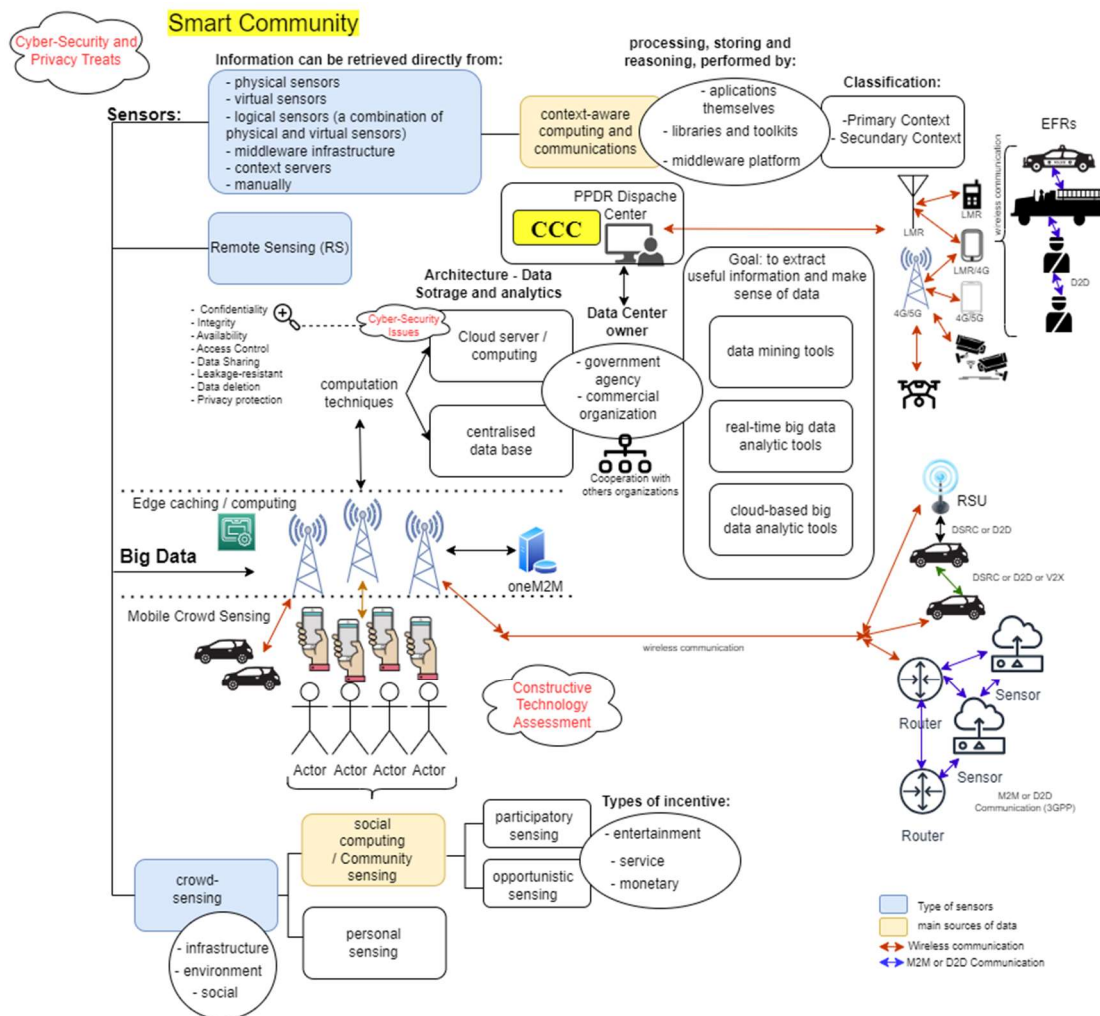 Smart Community
Cyber-Security and
Privacy Treats
Information can be retrieved directly from:
Sensors:
- physical sensors
- virtual sensors
- logical sensors (a combination of
physical and virtual sensors)
- middleware infrastructure
- context servers
- manually
context-aware
computing and
communications
processing, storing and
reasoning, performed by:
- aplications
themselves
- libraries and toolkits
- middleware platform
Classification:
-Primary Context
- Secundary Context
EFRs
wireless communication
LMR
LMR
LMR/4G
4G/5G
4G/5G
D2D
PPDR Dispache
Center
CCC
Remote Sensing (RS)
Architecture - Data
Sotrage and analytics
- Confidentiality
- Integrity
- Availability
- Access Control
- Data Sharing
- Leakage-resistant
- Data deletion
- Privacy protection
Cyber-Security
Issues
Cloud server /
computing
computation
techniques
centralised
data base
Data Center
owner
- government
agency
- commercial
organization
Cooperation with
others organizations
Goal: to extract
useful information and make
sense of data
data mining tools
real-time big data
analytic tools
cloud-based big
data analytic tools
Edge caching / computing
Big Data
oneM2M
Mobile Crowd Sensing
wireless communication
RSU
DSRC or D2D
DSRC or D2D or V2X
Sensor
Router
Sensor
Router
M2M or D2D
Communication (3GPP)
Constructive
Technology
Assessment
Actor Actor Actor Actor
social
computing
/ Community
sensing
participatory
sensing
opportunistic
sensing
Types of incentive:
- entertainment
- service
- monetary
crowd-
sensing
- infrastructure
- environment
- social
personal
sensing
Type of sensors
main sources of data
Wireless communication
M2M or D2D Communication